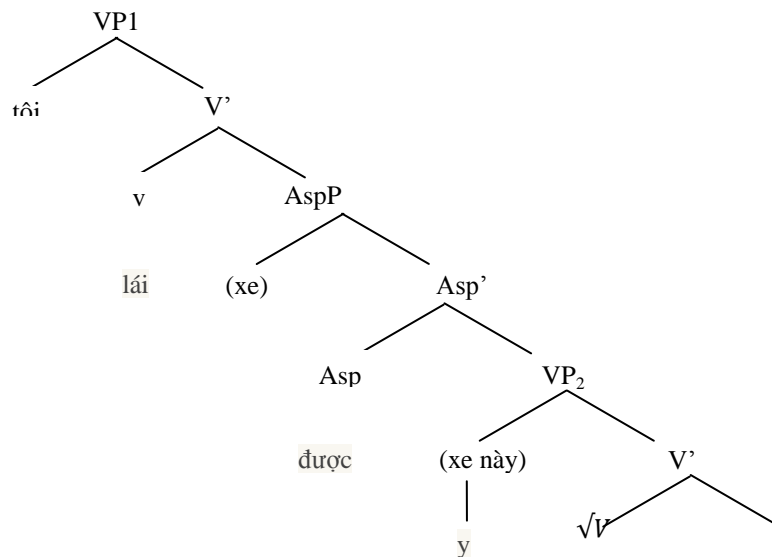 VP1
tôi V’
v AspP
lái (xe) Asp’
Asp VP₂
được (xe này) V’
y √V